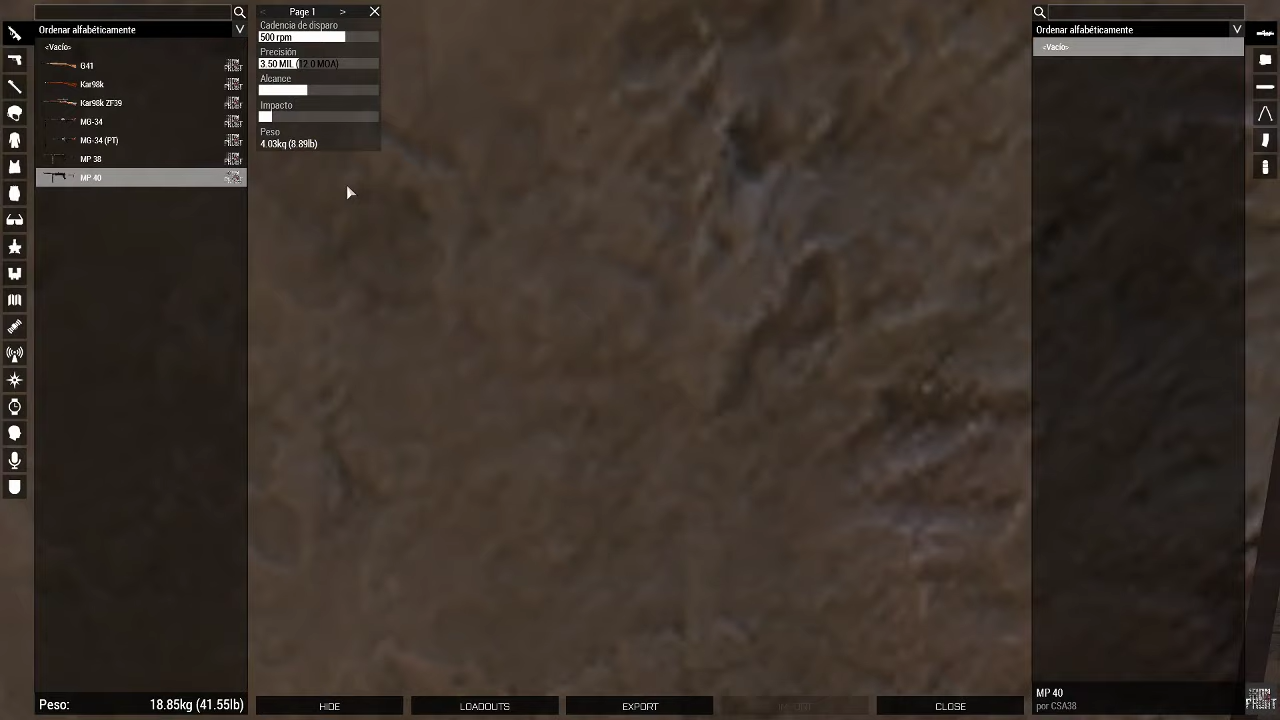 Page 1
Ordenar alfabéticamente
<Vacío>
G41
Kar98k
Kar98k ZF39
MG-34
MG-34 (PT)
MP 38
MP 40
Peso:
18.85kg (41.55lb)
Cadencia de disparo
500 rpm
Precisión
3.50 MIL (12.0 MOA)
Alcance
Impacto
Peso
4.03kg (8.89lb)
HIDE
LOADOUTS
EXPORT
IMPORT
CLOSE
Ordenar alfabéticamente
<Vacío>
MP 40
por CSA38